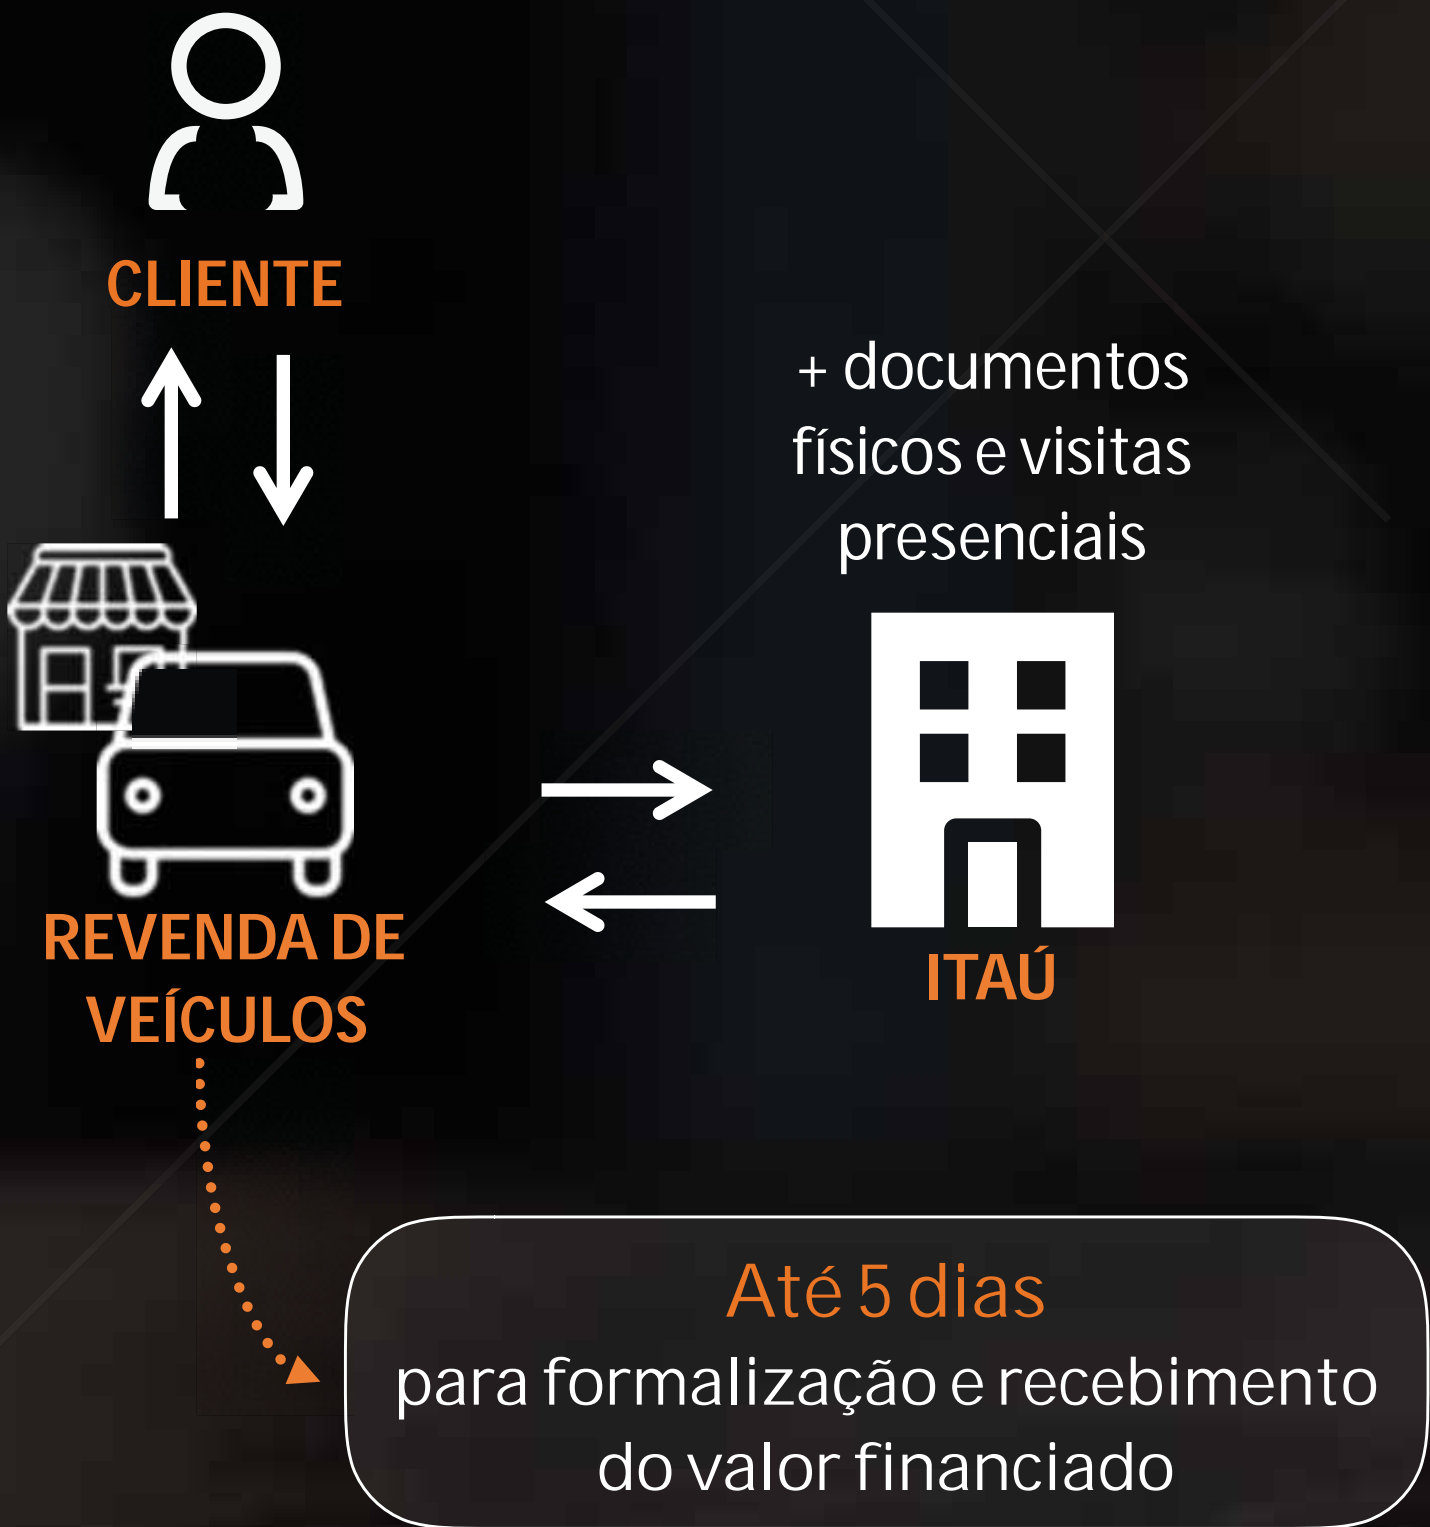 CLIENTE
+ documentos
físicos e visitas
presenciais
REVENDA DE
VEÍCULOS
ITAÚ
Até 5 dias
para formalização e recebimento
do valor financiado